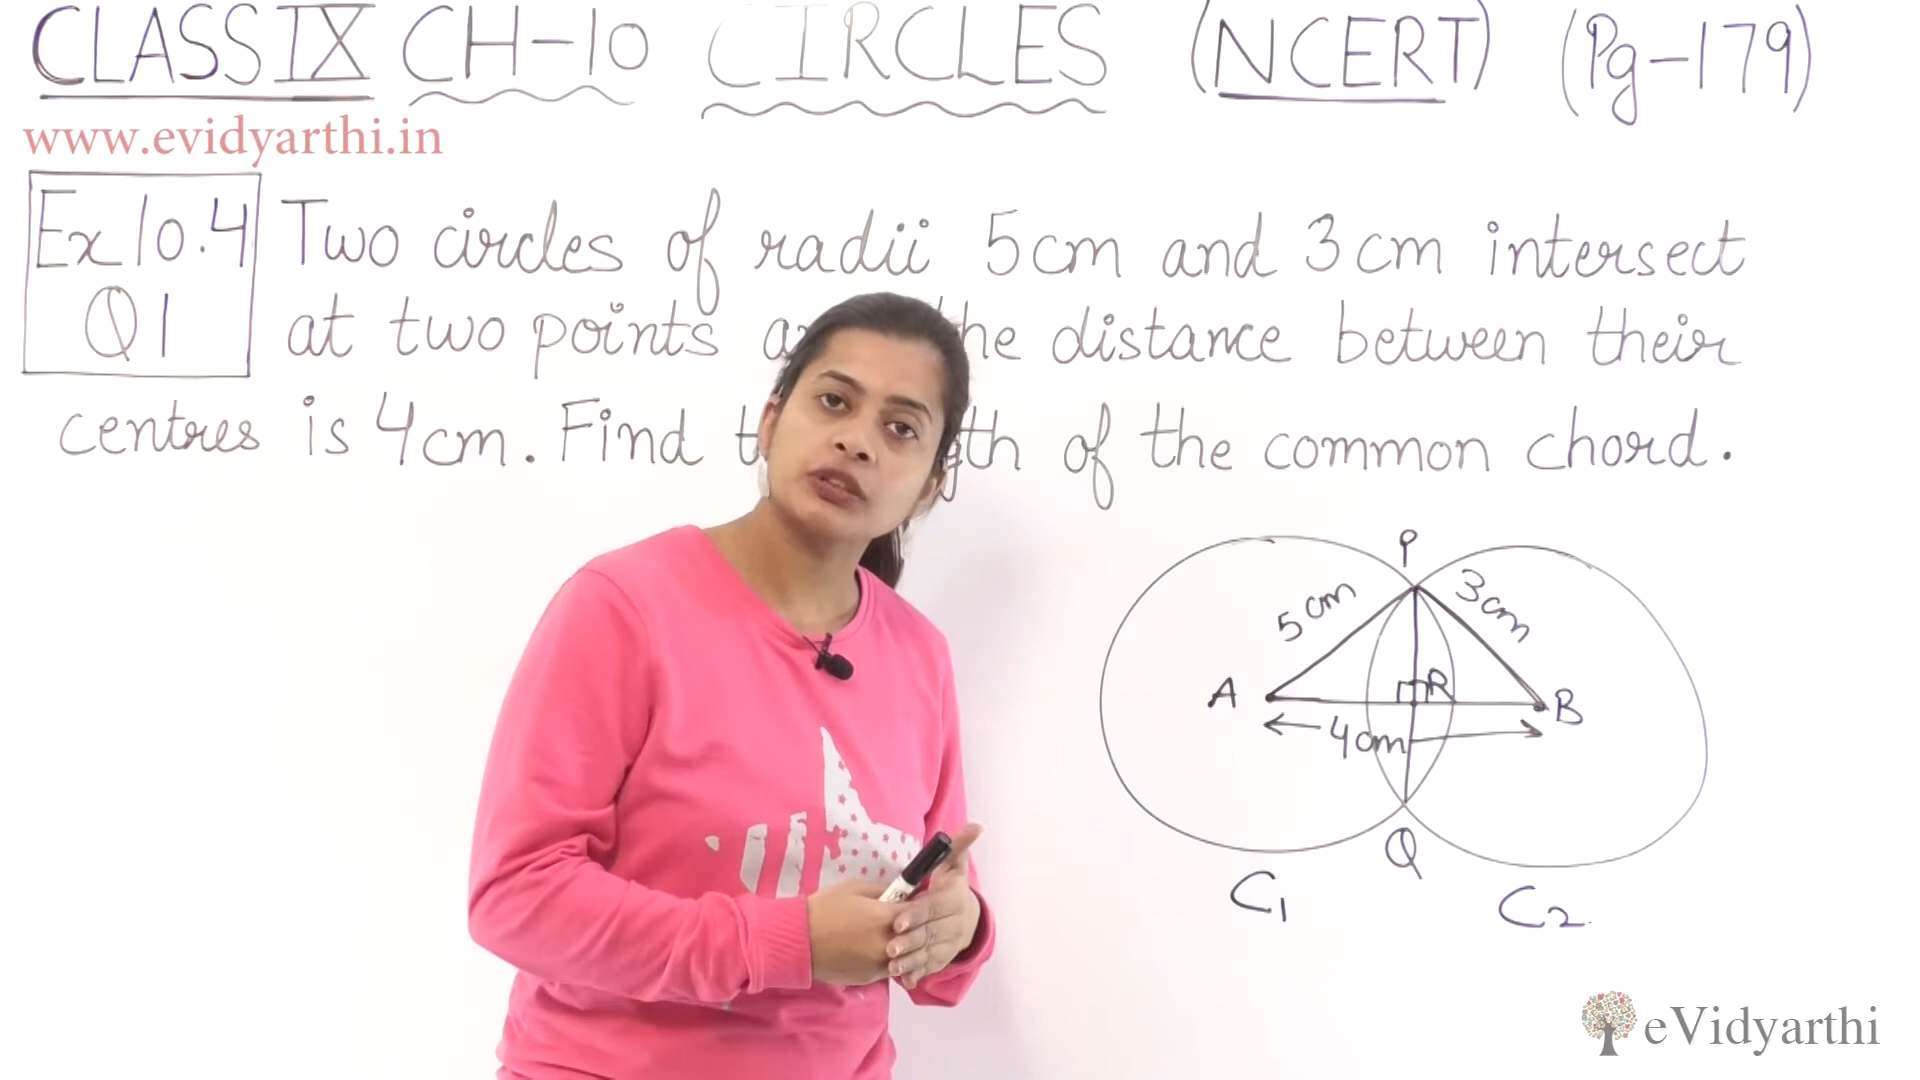 CLASS IX CH-10 CIRCLES (NCERT) (Pg-179)
www.evidyarthi.in
Ex 10.4
Q1
Two circles of radii 5cm and 3cm intersect
at two points the distance between their
centres is 4cm. Find of the common chord.
P
5cm
3cm
A
R
B
4cm
Q
C1
C2.
eVidyarthi